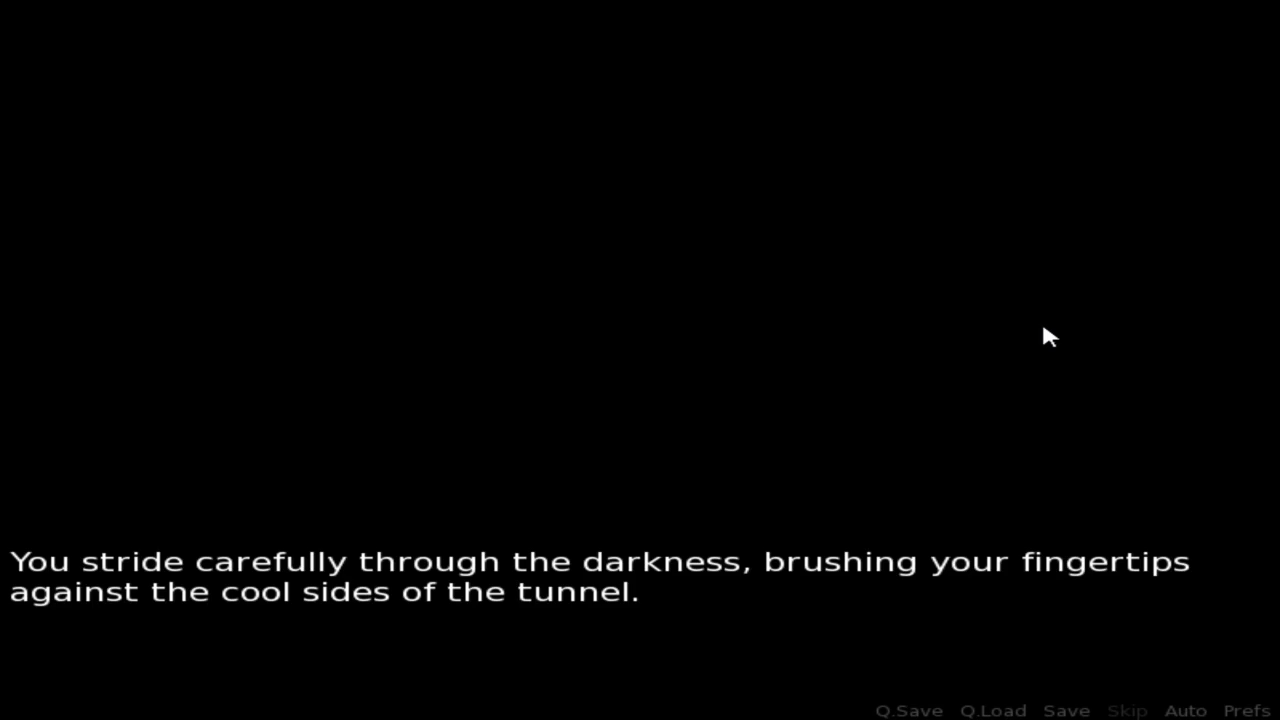 You stride carefully through the darkness, brushing your fingertips
against the cool sides of the tunnel.
Q.Save Q.Load Save Skip Auto Prefs